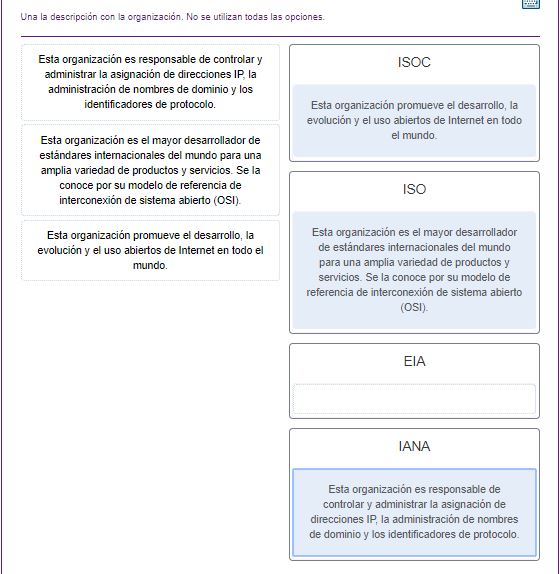 Una la descripción con la organización. No se utilizan todas las opciones.
Esta organización es responsable de controlar y
administrar la asignación de direcciones IP, la
administración de nombres de dominio y los
identificadores de protocolo.
Esta organización es el mayor desarrollador de
estándares internacionales del mundo para una
amplia variedad de productos y servicios. Se la
conoce por su modelo de referencia de
interconexión de sistema abierto (OSI).
Esta organización promueve el desarrollo, la
evolución y el uso abiertos de Internet en todo el
mundo.
ISOC
Esta organización promueve el desarrollo, la
evolución y el uso abiertos de Internet en todo
el mundo.
ISO
Esta organización es el mayor desarrollador
de estándares internacionales del mundo
para una amplia variedad de productos y
servicios. Se la conoce por su modelo de
referencia de interconexión de sistema abierto
(OSI).
EIA
IANA
Esta organización es responsable de
controlar y administrar la asignación de
direcciones IP, la administración de nombres
de dominio y los identificadores de protocolo.